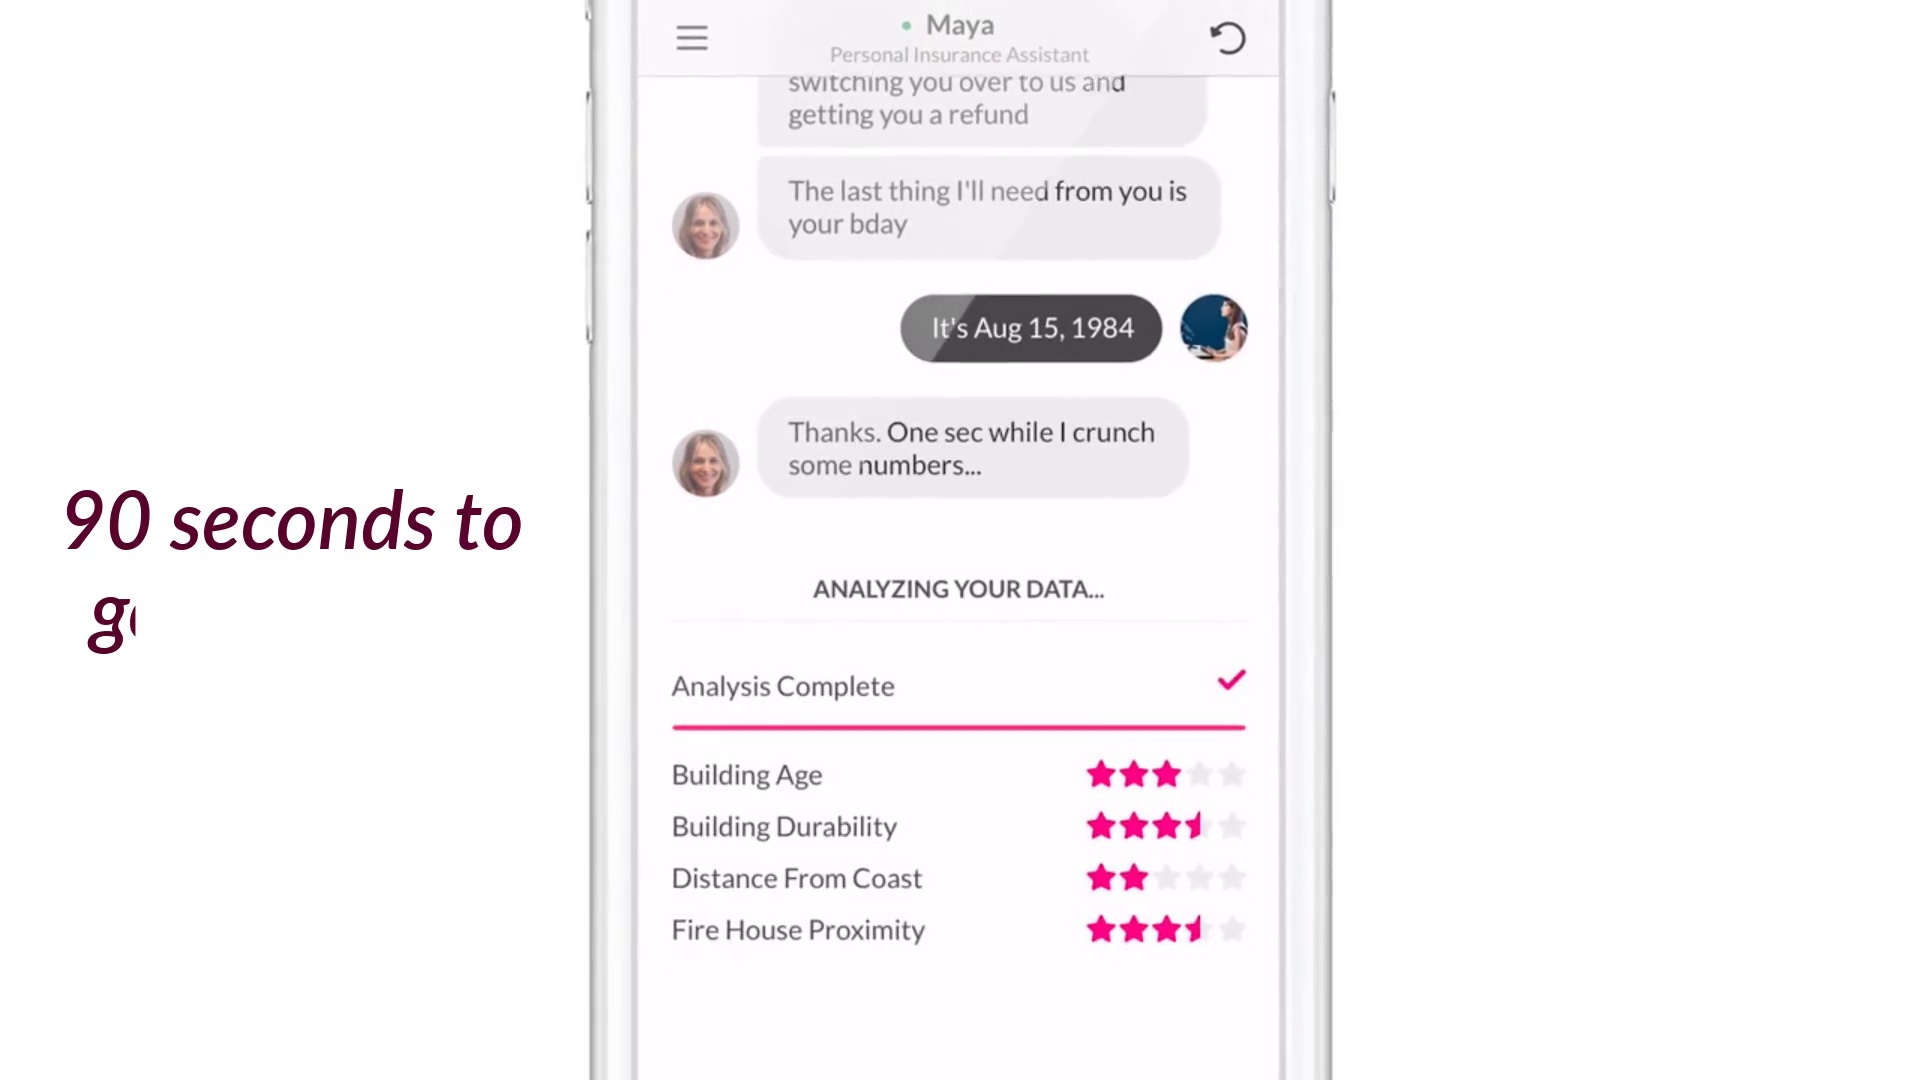 Maya
Personal Insurance Assistant
switching you over to us and
getting you a refund
The last thing I'll need from you is
your bday
It's Aug 15, 1984
Thanks. One sec while I crunch
some numbers...
90 seconds to
ANALYZING YOUR DATA...
Analysis Complete
Building Age
Building Durability
Distance From Coast
Fire House Proximity